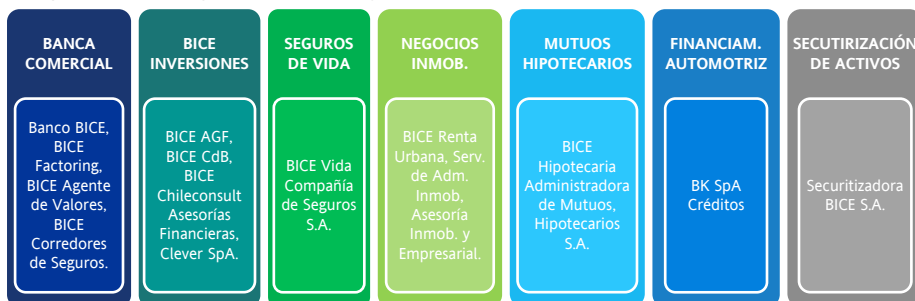 BANCA
COMERCIAL
Banco BICE,
BICE
Factoring,
BICE Agente
de Valores,
BICE
Corredores
de Seguros.
BICE
INVERSIONES
BICE AGF,
BICE CdB,
BICE
Chileconsult
Asesorías
Financieras,
Clever SpA.
SEGUROS
DE VIDA
BICE Vida
Compañía
de Seguros
S.A.
NEGOCIOS
INMOB.
BICE Renta
Urbana, Serv.
de Adm.
Inmob,
Asesoría
Inmob. y
Empresarial.
MUTUOS
HIPOTECARIOS
BICE
Hipotecaria
Administradora
de Mutuos,
Hipotecarios
S.A.
FINANCIAM.
AUTOMOTRIZ
BK SpA
Créditos
SECUTIRIZACIÓN
DE ACTIVOS
Securitizadora
BICE S.A.